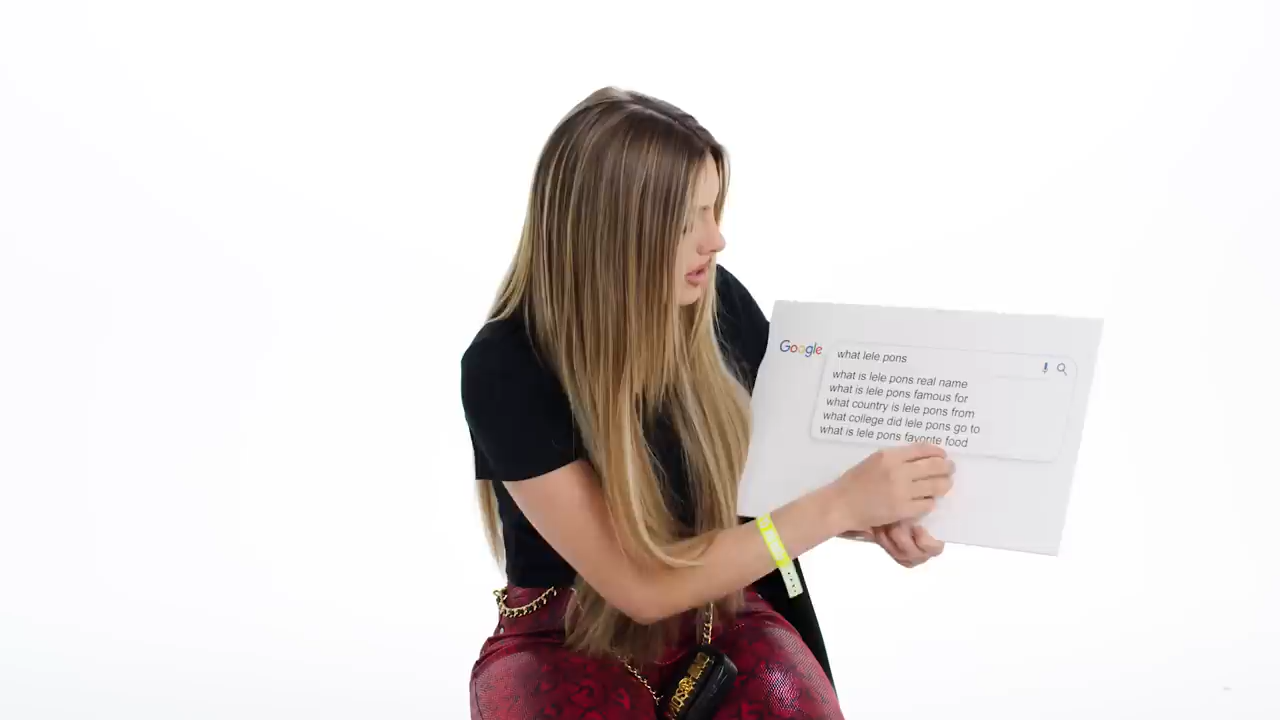 Google
what lele pons
what is lele pons real name
what is lele pons famous for
what country is lele pons from
what college did lele pons go to
what is lele pons favorite food